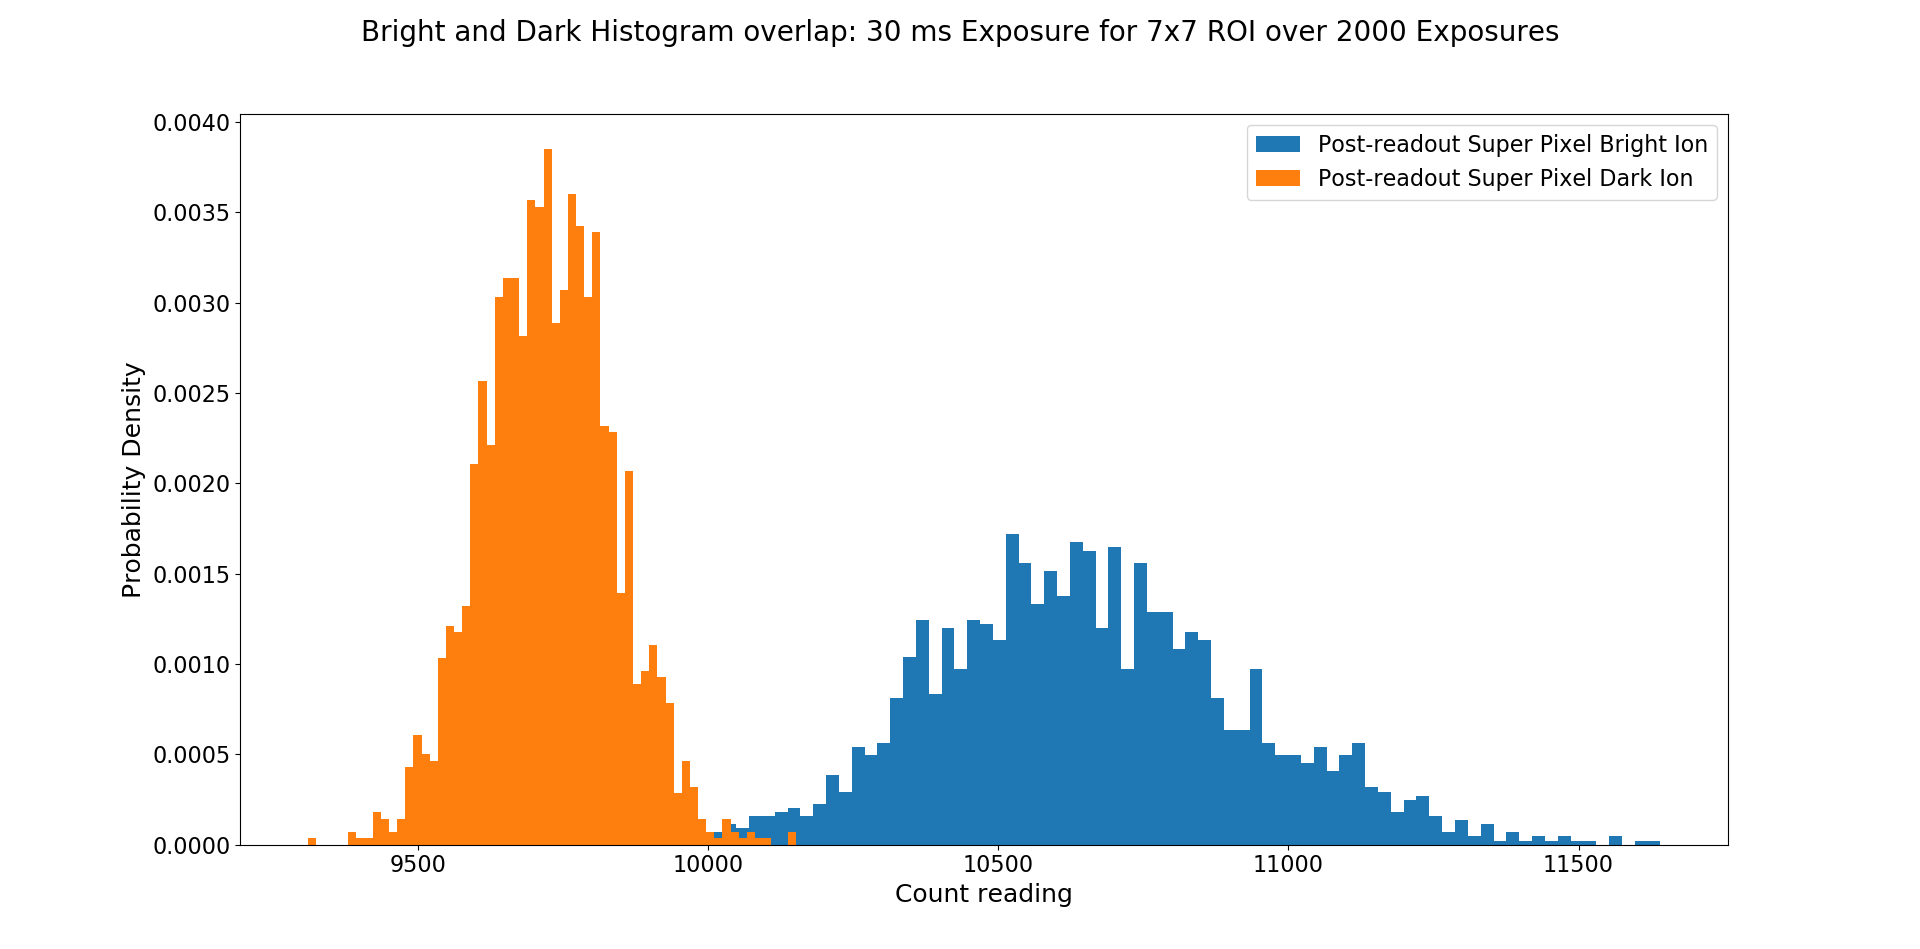 Bright and Dark Histogram overlap: 30 ms Exposure for 7x7 ROI over 2000 Exposures
Post-readout Super Pixel Bright Ion
Post-readout Super Pixel Dark Ion
Probability Density
0.0040
0.0035
0.0030
0.0025
0.0020
0.0015
0.0010
0.0005
0.0000
9500 10000 10500 11000 11500
Count reading